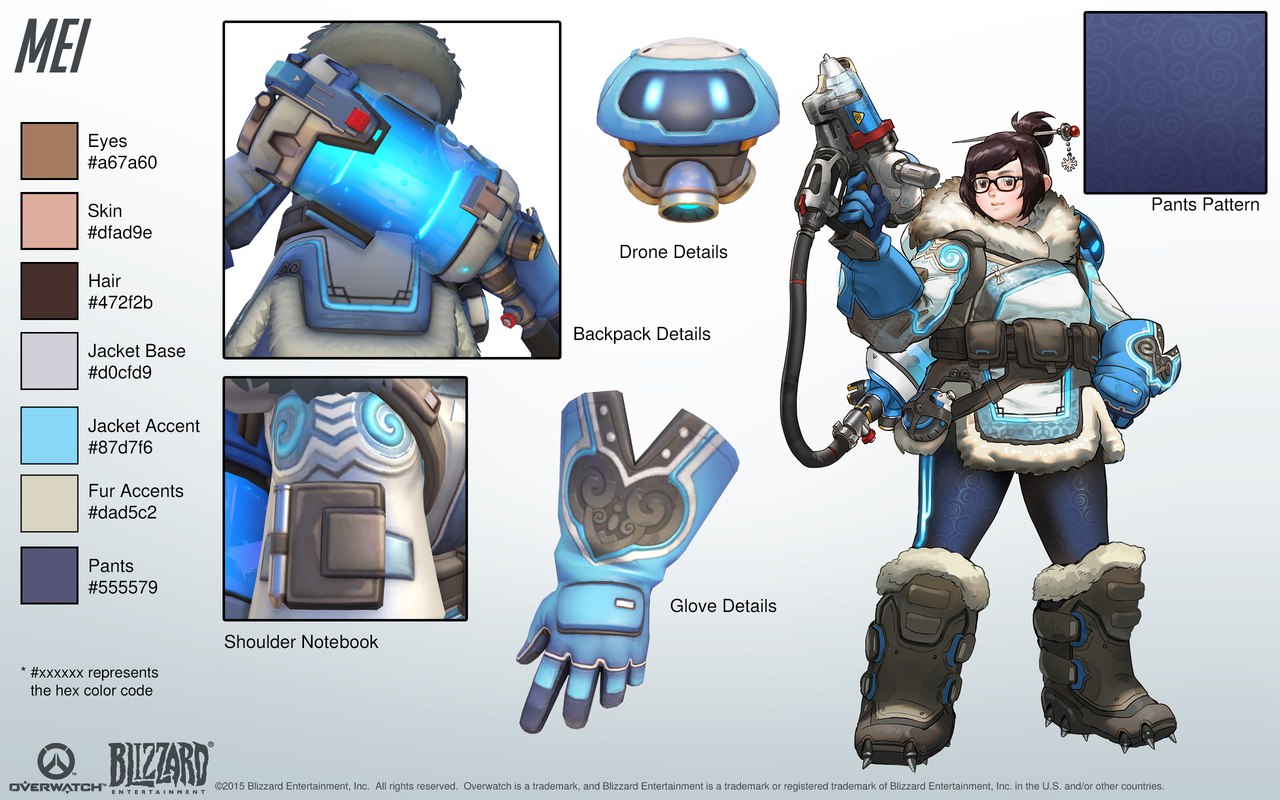 MEI
Eyes
#a67a60
Skin
#dfad9e
Hair
#472f2b
Jacket Base
#d0cfd9
Jacket Accent
#87d7f6
Fur Accents
#dad5c2
Pants
#555579
* #xxxxxx represents
the hex color code
Backpack Details
Shoulder Notebook
Drone Details
Glove Details
Pants Pattern
OVERWATCH™
BLIZZARD®
ENTERTAINMENT
©2015 Blizzard Entertainment, Inc. All rights reserved. Overwatch is a trademark, and Blizzard Entertainment is a trademark or registered trademark of Blizzard Entertainment, Inc. in the U.S. and/or other countries.